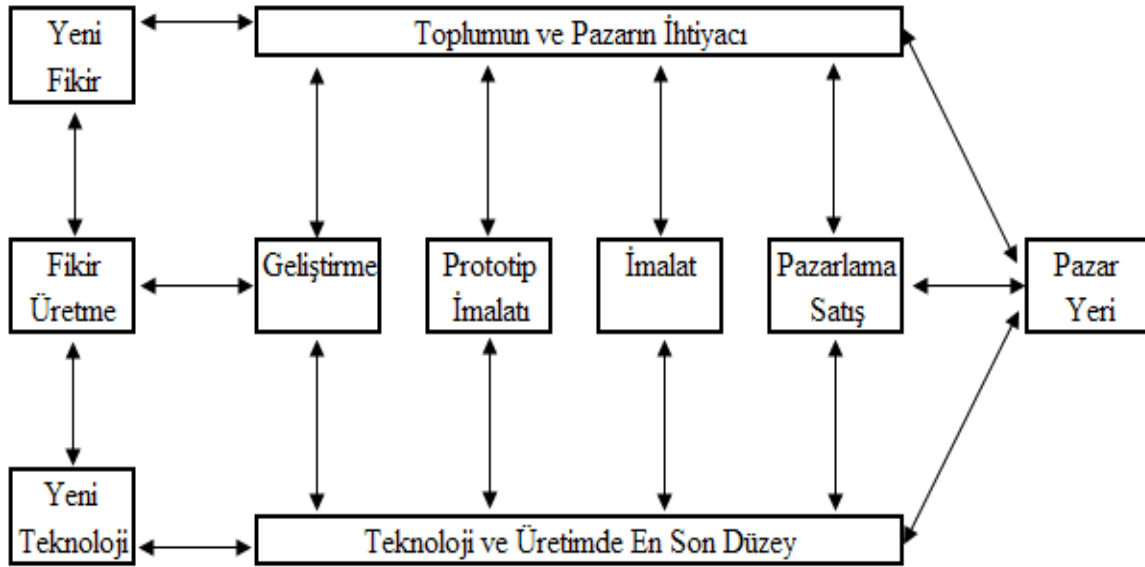 Yeni
Fikir
Toplumun ve Pazarın İhtiyacı
Fikir
Üretme
Geliştirme
Prototip
İmalatı
İmalat
Pazarlama
Satış
Pazar
Yeri
Yeni
Teknoloji
Teknoloji ve Üretimde En Son Düzey